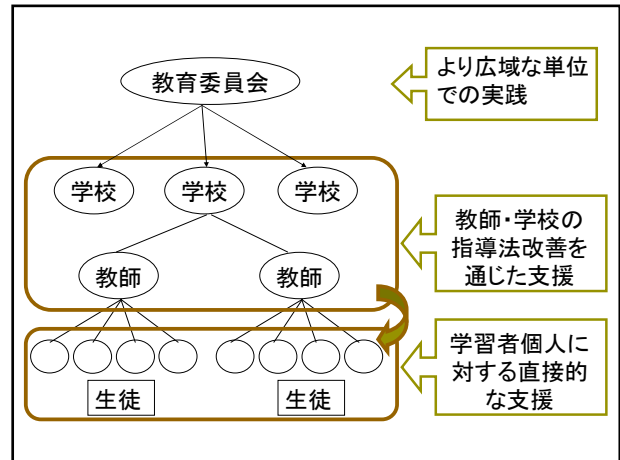 教育委員会
より広域な単位
での実践
学校
学校
学校
教師・学校の
指導法改善を
通じた支援
教師
教師
学習者個人に
対する直接的
な支援
生徒
生徒